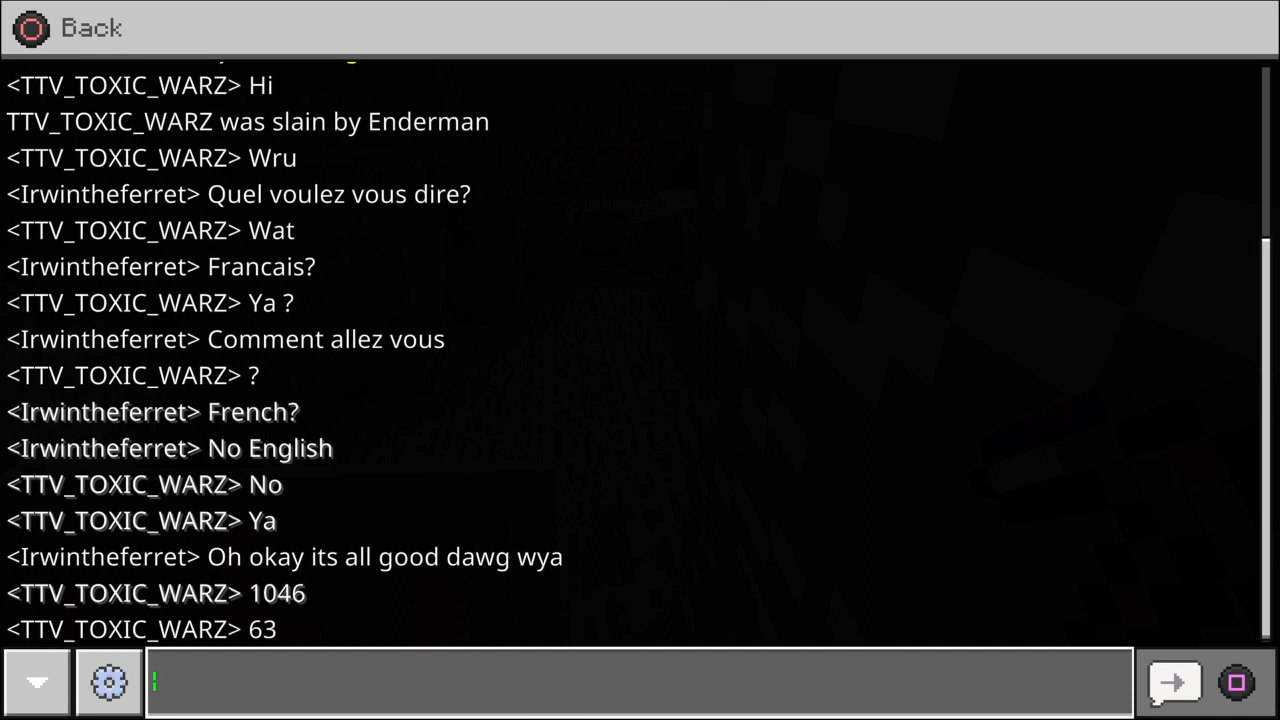 Back
<TTV_TOXIC_WARZ> Hi
TTV_TOXIC_WARZ was slain by Enderman
<TTV_TOXIC_WARZ> Wru
<Irwintheferret> Quel voulez vous dire?
<TTV_TOXIC_WARZ> Wat
<Irwintheferret> Francais?
<TTV_TOXIC_WARZ> Ya ?
<Irwintheferret> Comment allez vous
<TTV_TOXIC_WARZ> ?
<Irwintheferret> French?
<Irwintheferret> No English
<TTV_TOXIC_WARZ> No
<TTV_TOXIC_WARZ> Ya
<Irwintheferret> Oh okay its all good dawg wya
<TTV_TOXIC_WARZ> 1046
<TTV_TOXIC_WARZ> 63